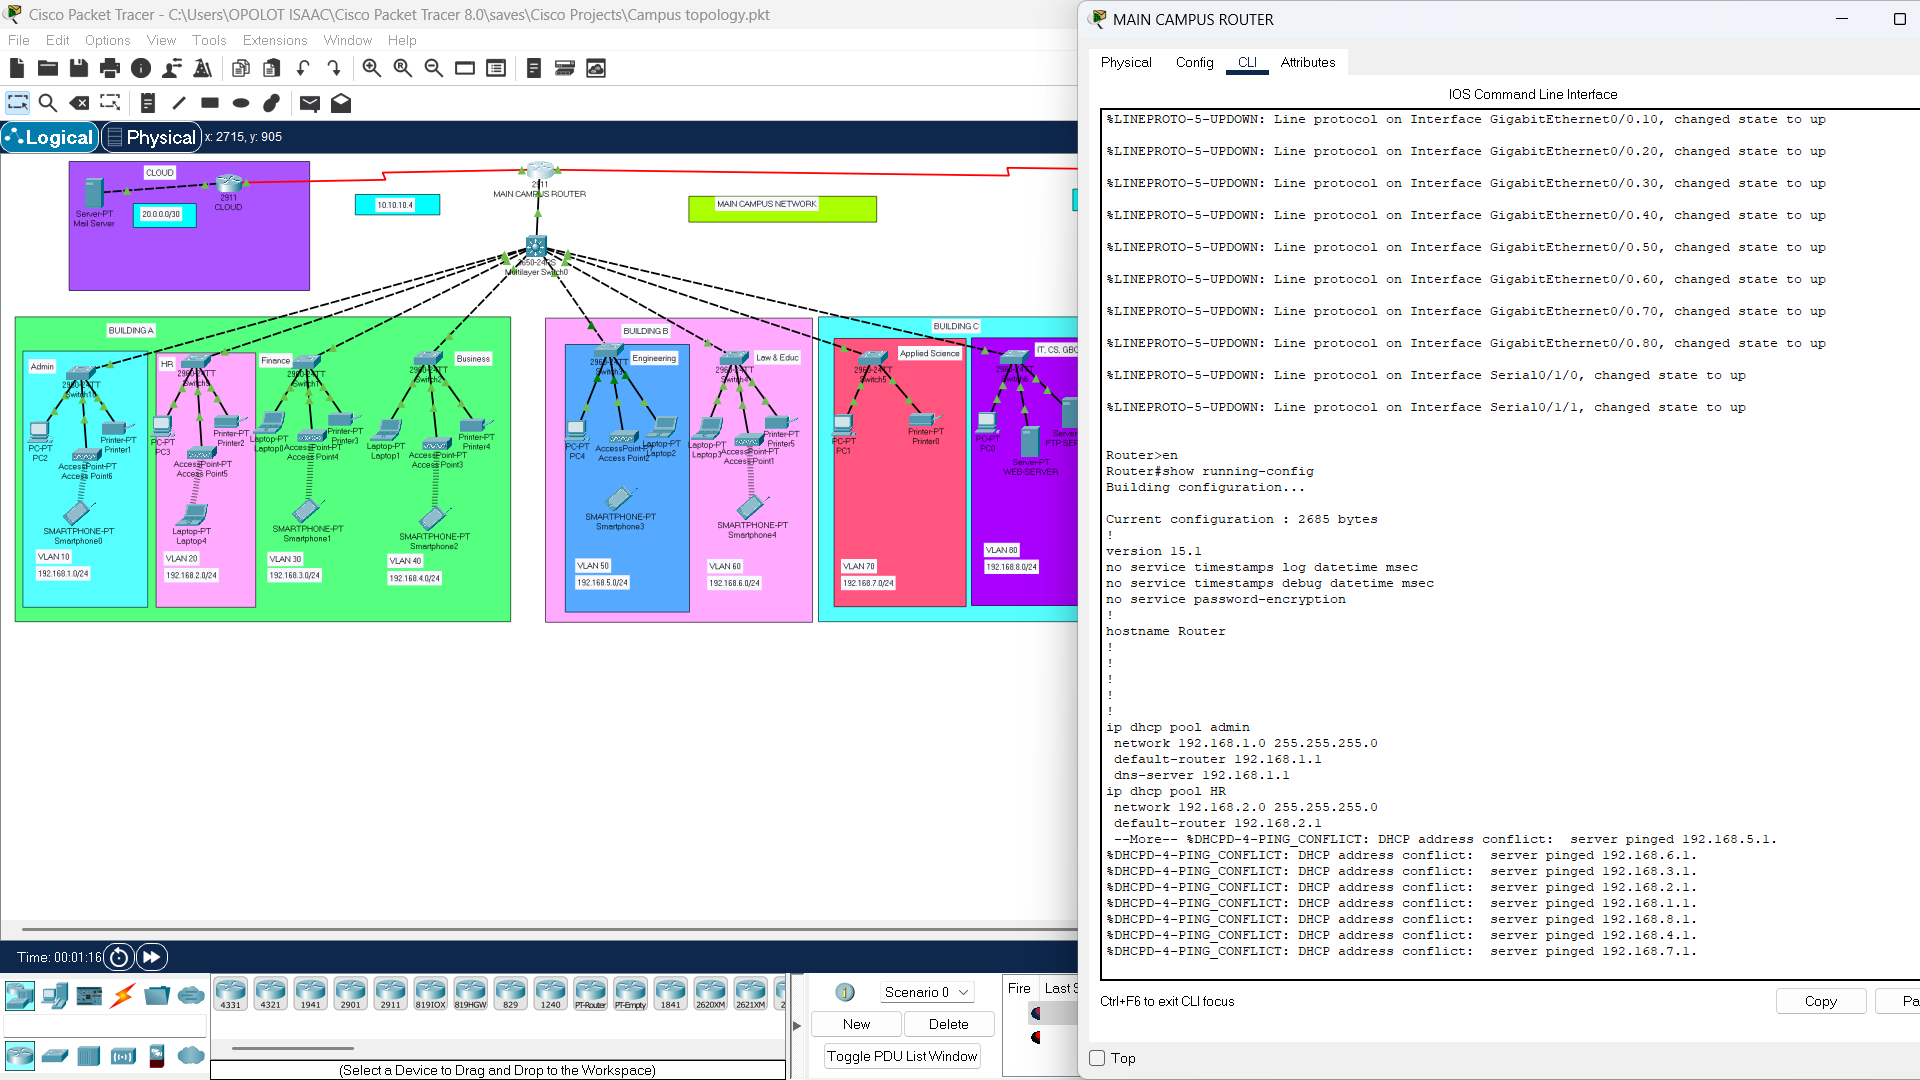 Cisco Packet Tracer - C:\Users\OPOLOT ISAAC\Cisco Packet Tracer 8.0\saves\Cisco Projects\Campus topology.pkt
File Edit Options View Tools Extensions Window Help
Logical Physical x: 2715, y: 905
CLOUD
Server-PT
Mail Server
20.0.0.0/30
2911
CLOUD
10.10.10.4
2911
MAIN CAMPUS ROUTER
MAIN CAMPUS NETWORK
3650-24PS
Multilayer Switch0
BUILDING A
Admin
2960-24TT
Switch10
PC-PT
PC2
Printer-PT
Printer1
AccessPoint-PT
AccessPoint6
SMARTPHONE-PT
Smartphone0
VLAN 10
192.168.1.0/24
HR
2960-24TT
Switch9
PC-PT
PC3
Printer-PT
Printer2
AccessPoint-PT
Access Point5
Laptop-PT
Laptop4
VLAN 20
192.168.2.0/24
Finance
2960-24TT
Switch1
Laptop-PT
Laptop0
Printer-PT
Printer3
AccessPoint-PT
Access Point4
SMARTPHONE-PT
Smartphone1
VLAN 30
192.168.3.0/24
Business
2960-24TT
Switch2
Laptop-PT
Laptop1
Printer-PT
Printer4
AccessPoint-PT
Access Point3
SMARTPHONE-PT
Smartphone2
VLAN 40
192.168.4.0/24
BUILDING B
Engineering
2960-24TT
Switch3
PC-PT
PC4
AccessPoint-PT
Access Point2
Laptop-PT
Laptop2
SMARTPHONE-PT
Smartphone3
VLAN 50
192.168.5.0/24
Law & Educ
2960-24TT
Switch4
Laptop-PT
Laptop3
Printer-PT
Printer5
AccessPoint-PT
Access Point1
SMARTPHONE-PT
Smartphone4
VLAN 60
192.168.6.0/24
BUILDING C
Applied Science
2960-24TT
Switch5
PC-PT
PC1
Printer-PT
Printer0
VLAN 70
192.168.7.0/24
IT, CS, GBC
2960-24TT
Switch6
PC-PT
PC0
Server-PT
WEB-SERVER
Server
FTP SER
VLAN 80
192.168.8.0/24
Time: 00:01:16
4331 4321 1941 2901 2911 819IOX 819HGW 829 1240 PT-Router PT-Empty 1841 2620XM 2621XM 2
(Select a Device to Drag and Drop to the Workspace)
Scenario 0
New Delete
Toggle PDU List Window
Fire Last S
MAIN CAMPUS ROUTER
Physical Config CLI Attributes
IOS Command Line Interface
%LINEPROTO-5-UPDOWN: Line protocol on Interface GigabitEthernet0/0.10, changed state to up
%LINEPROTO-5-UPDOWN: Line protocol on Interface GigabitEthernet0/0.20, changed state to up
%LINEPROTO-5-UPDOWN: Line protocol on Interface GigabitEthernet0/0.30, changed state to up
%LINEPROTO-5-UPDOWN: Line protocol on Interface GigabitEthernet0/0.40, changed state to up
%LINEPROTO-5-UPDOWN: Line protocol on Interface GigabitEthernet0/0.50, changed state to up
%LINEPROTO-5-UPDOWN: Line protocol on Interface GigabitEthernet0/0.60, changed state to up
%LINEPROTO-5-UPDOWN: Line protocol on Interface GigabitEthernet0/0.70, changed state to up
%LINEPROTO-5-UPDOWN: Line protocol on Interface GigabitEthernet0/0.80, changed state to up
%LINEPROTO-5-UPDOWN: Line protocol on Interface Serial0/1/0, changed state to up
%LINEPROTO-5-UPDOWN: Line protocol on Interface Serial0/1/1, changed state to up
Router>en
Router#show running-config
Building configuration...
Current configuration : 2685 bytes
!
version 15.1
no service timestamps log datetime msec
no service timestamps debug datetime msec
no service password-encryption
!
hostname Router
!
!
!
!
!
ip dhcp pool admin
network 192.168.1.0 255.255.255.0
default-router 192.168.1.1
dns-server 192.168.1.1
ip dhcp pool HR
network 192.168.2.0 255.255.255.0
default-router 192.168.2.1
--More-- %DHCPD-4-PING_CONFLICT: DHCP address conflict: server pinged 192.168.5.1.
%DHCPD-4-PING_CONFLICT: DHCP address conflict: server pinged 192.168.6.1.
%DHCPD-4-PING_CONFLICT: DHCP address conflict: server pinged 192.168.3.1.
%DHCPD-4-PING_CONFLICT: DHCP address conflict: server pinged 192.168.2.1.
%DHCPD-4-PING_CONFLICT: DHCP address conflict: server pinged 192.168.1.1.
%DHCPD-4-PING_CONFLICT: DHCP address conflict: server pinged 192.168.8.1.
%DHCPD-4-PING_CONFLICT: DHCP address conflict: server pinged 192.168.4.1.
%DHCPD-4-PING_CONFLICT: DHCP address conflict: server pinged 192.168.7.1.
Ctrl+F6 to exit CLI focus
Copy Pa
Top